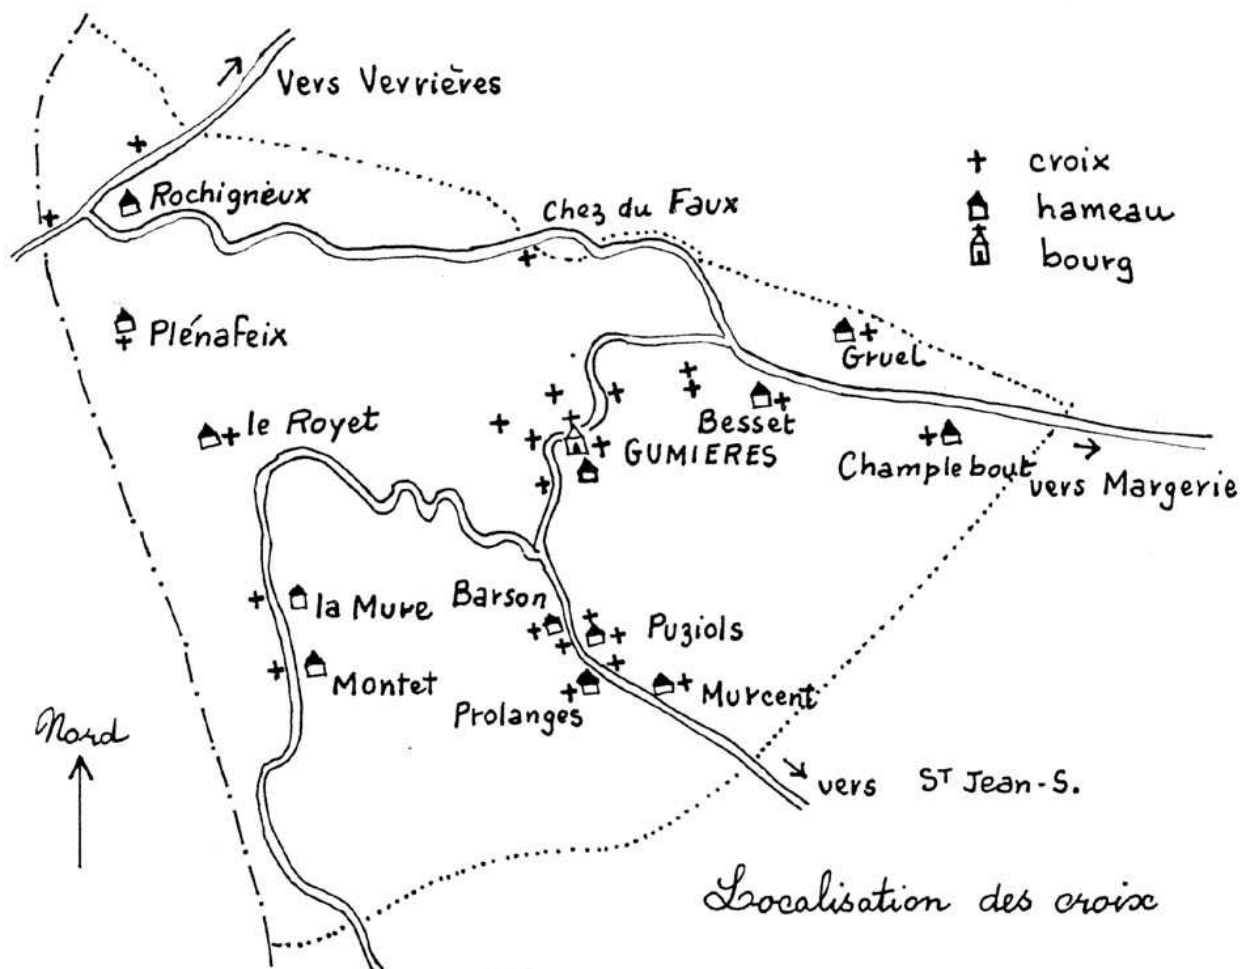 Vers Verrières
croix
Rochigneux
hameau
Chez du Faux
bourg
Plénafeix
Gruel
le Royet
Besset
GUMIERES
Champlebout
vers Margerie
la Mure
Barson
Puziols
Montet
Murcent
Prolanges
Nord
vers ST Jean-S.
Localisation des croix